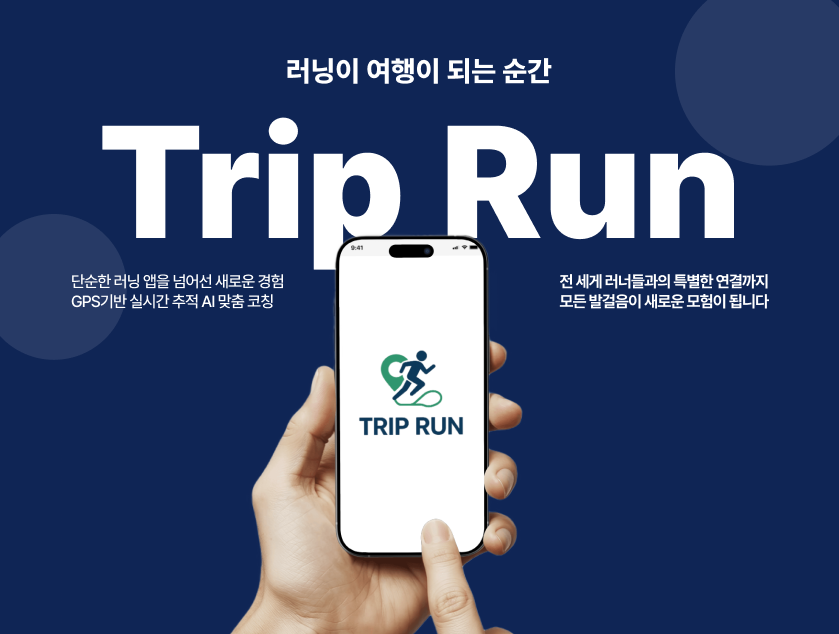 러닝이 여행이 되는 순간
Trip Run
단순한 러닝 앱을 넘어선 새로운 경험
GPS기반 실시간 추적 AI 맞춤 코칭
전 세계 러너들과의 특별한 연결까지
모든 발걸음이 새로운 모험이 됩니다
9:41
TRIP RUN